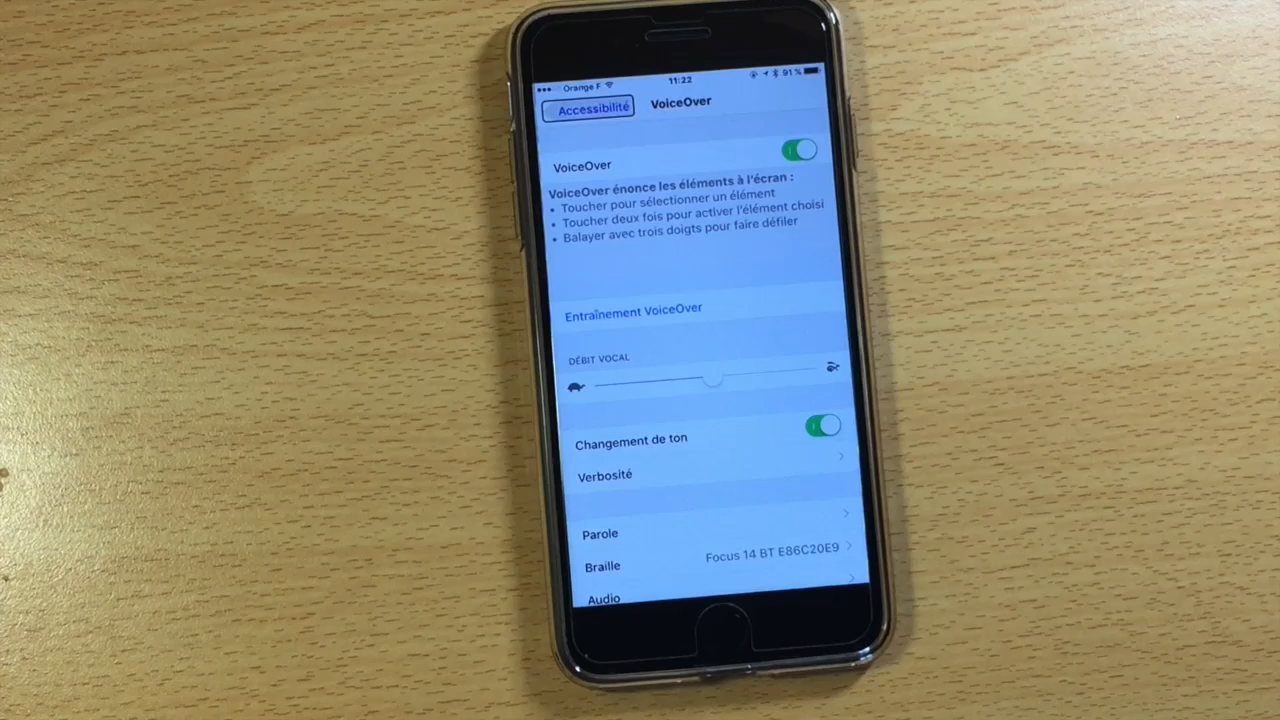 Orange F 11:22 91 %
Accessibilité VoiceOver
VoiceOver
VoiceOver énonce les éléments à l'écran :
• Toucher pour sélectionner un élément
• Toucher deux fois pour activer l'élément choisi
• Balayer avec trois doigts pour faire défiler
Entraînement VoiceOver
DÉBIT VOCAL
Changement de ton
Verbosité
Parole
Braille Focus 14 BT E86C20E9
Audio